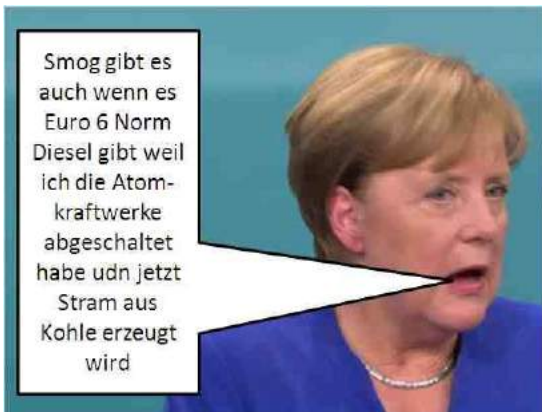 Smog gibt es
auch wenn es
Euro 6 Norm
Diesel gibt weil
ich die Atom-
kraftwerke
abgeschaltet
habe udn jetzt
Stram aus
Kohle erzeugt
wird